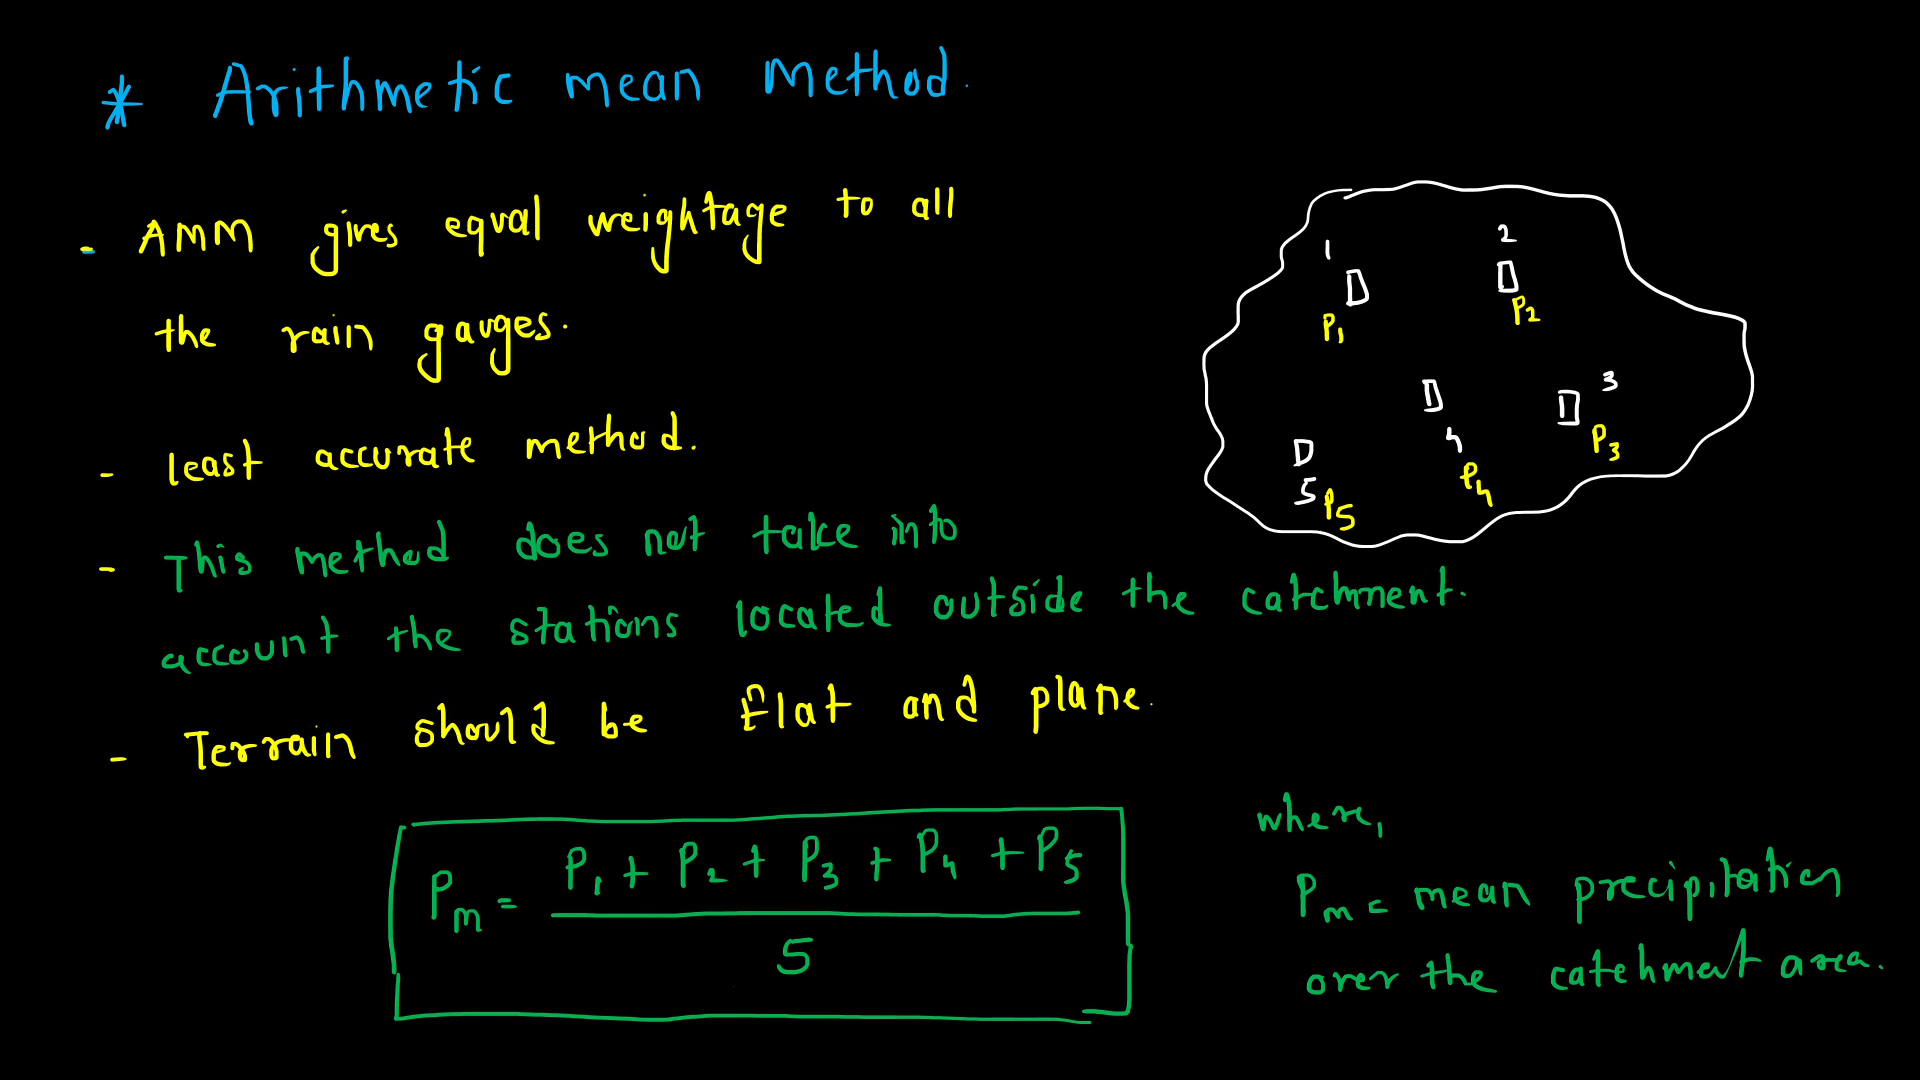 * Arithmetic mean Method.
- AMM gives equal weightage to all
the rain gauges.
1
2
P1
P2
3
4
P3
5
P4
P5
- least accurate method.
- This method does not take into
account the stations located outside the catchment.
- Terrain should be flat and plane.
Pm = P1 + P2 + P3 + P4 + P5
5
where,
Pm = mean precipitation
over the catchment area.